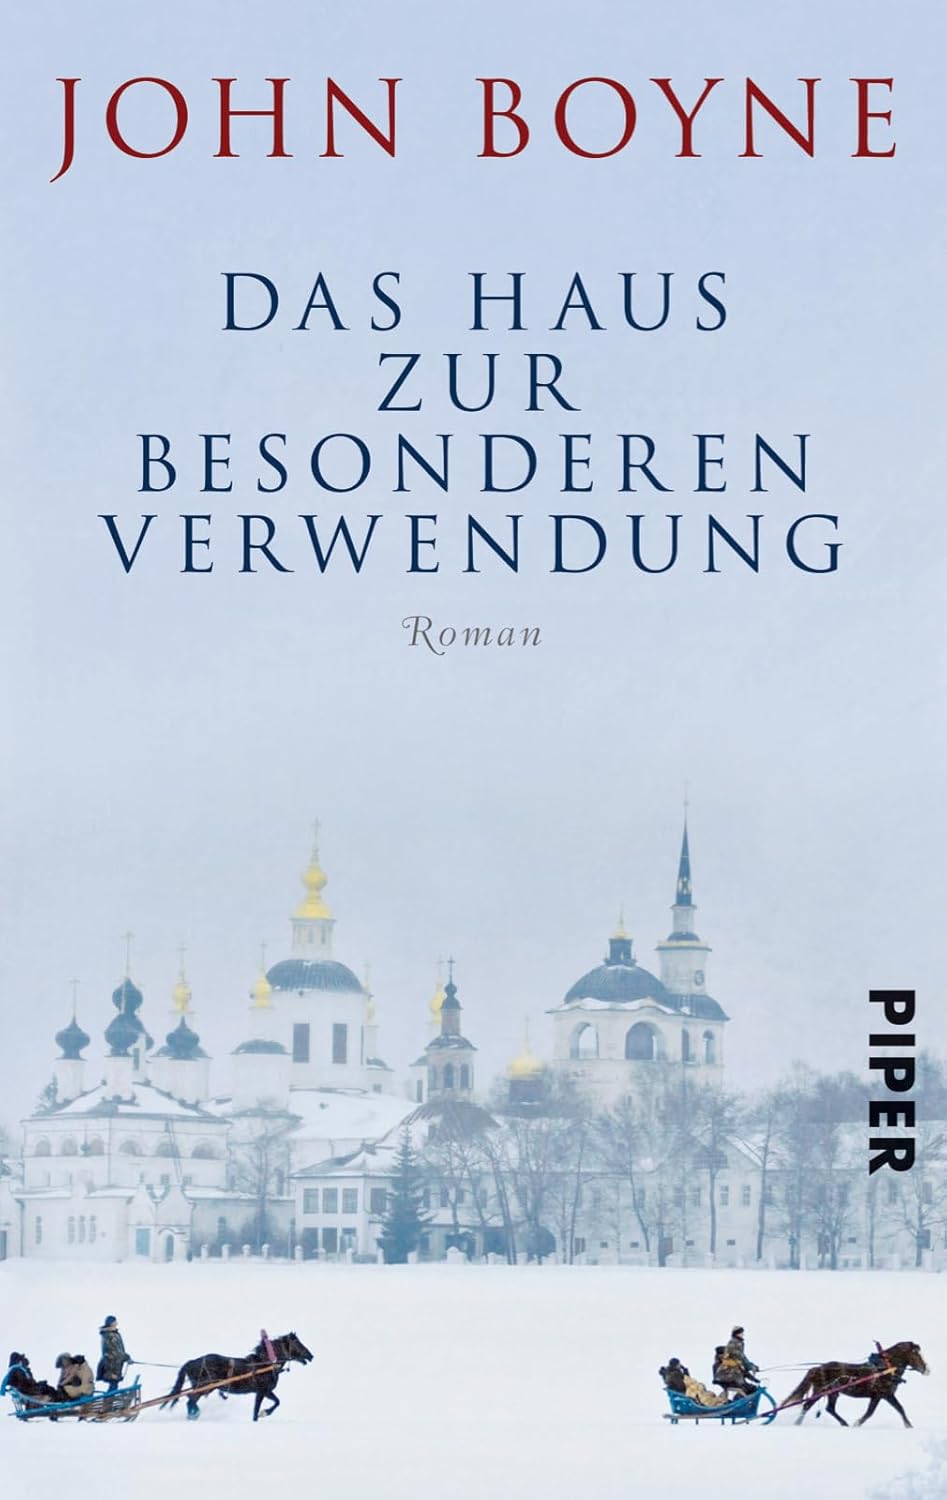 JOHN BOYNE
DAS HAUS
ZUR
BESONDEREN
VERWENDUNG
Roman
PIPER